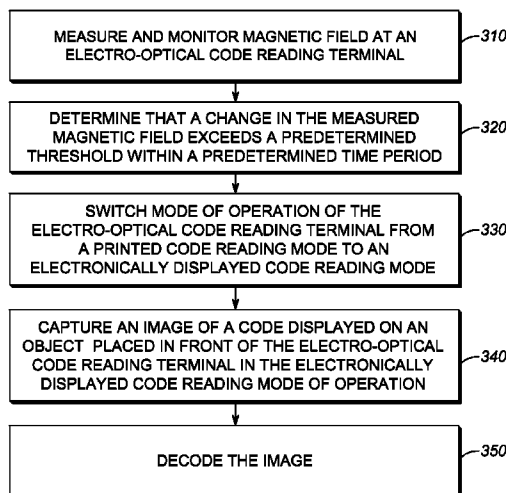 MEASURE AND MONITOR MAGNETIC FIELD AT AN
ELECTRO-OPTICAL CODE READING TERMINAL
310
DETERMINE THAT A CHANGE IN THE MEASURED
MAGNETIC FIELD EXCEEDS A PREDETERMINED
THRESHOLD WITHIN A PREDETERMINED TIME PERIOD
320
SWITCH MODE OF OPERATION OF THE
ELECTRO-OPTICAL CODE READING TERMINAL FROM
A PRINTED CODE READING MODE TO AN
ELECTRONICALLY DISPLAYED CODE READING MODE
330
CAPTURE AN IMAGE OF A CODE DISPLAYED ON AN
OBJECT PLACED IN FRONT OF THE ELECTRO-OPTICAL
CODE READING TERMINAL IN THE ELECTRONICALLY
DISPLAYED CODE READING MODE OF OPERATION
340
DECODE THE IMAGE
350